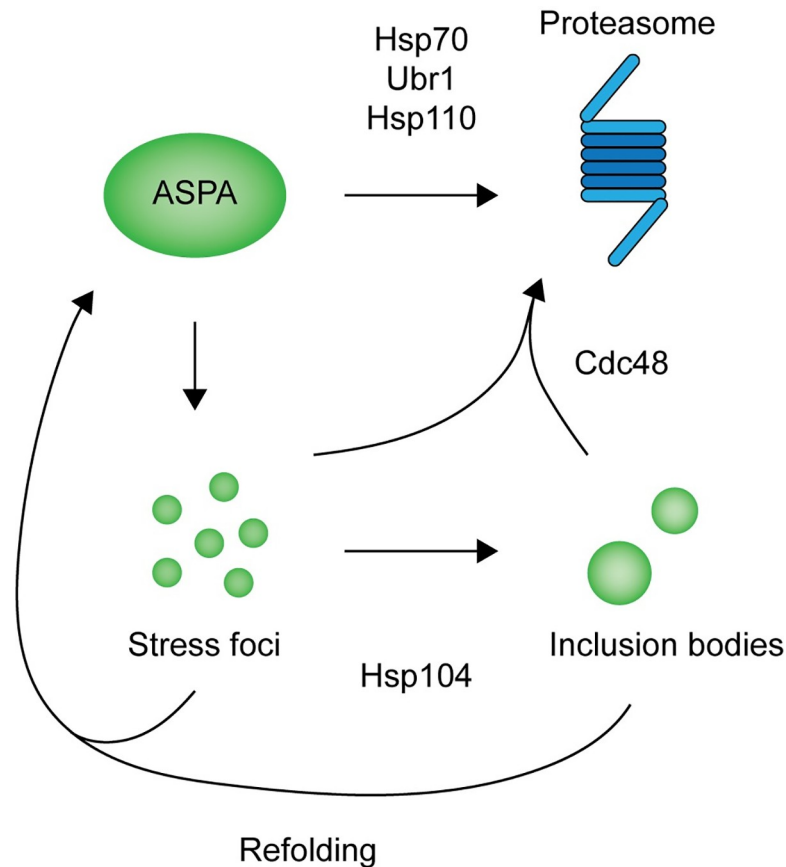 Proteasome
Hsp70
Ubr1
Hsp110
ASPA
Cdc48
Stress foci
Inclusion bodies
Hsp104
Refolding